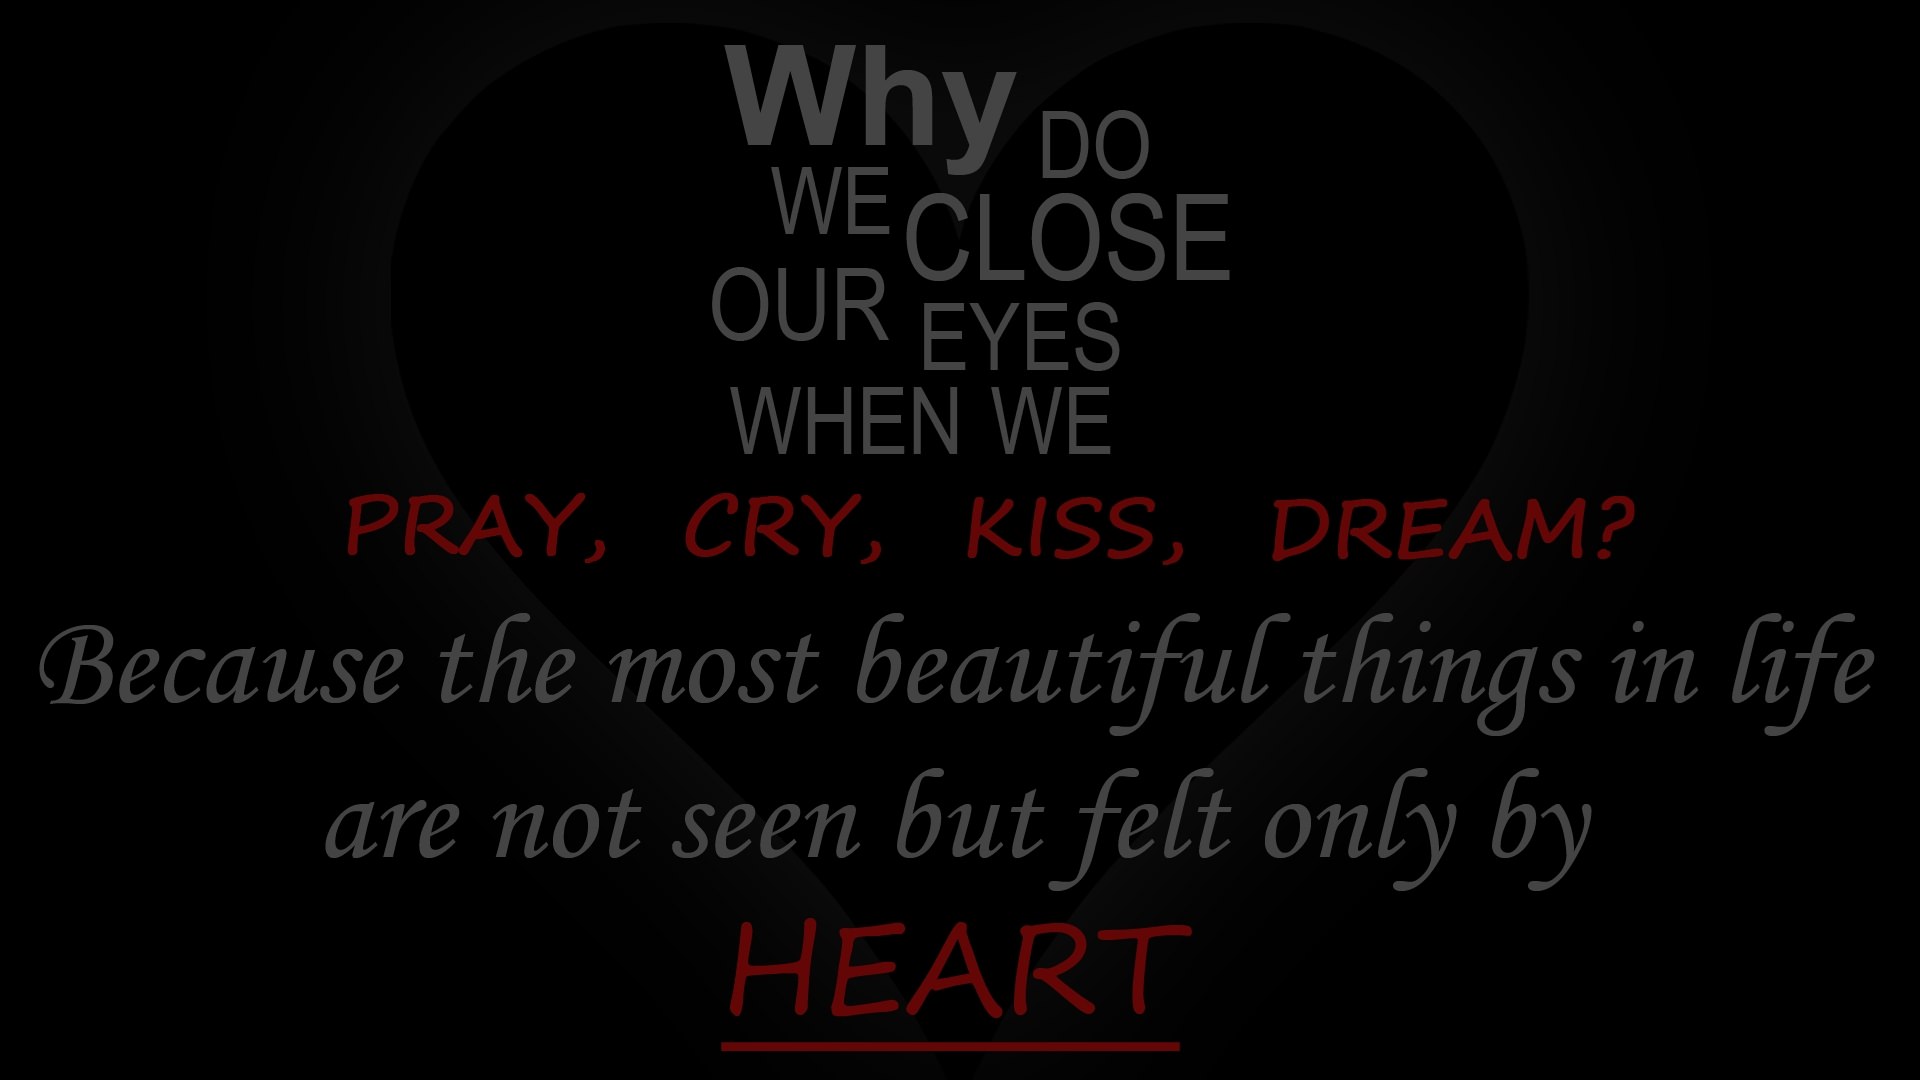 Why DO
WE CLOSE
OUR EYES
WHEN WE
PRAY, CRY, KISS, DREAM?
Because the most beautiful things in life
are not seen but felt only by
HEART